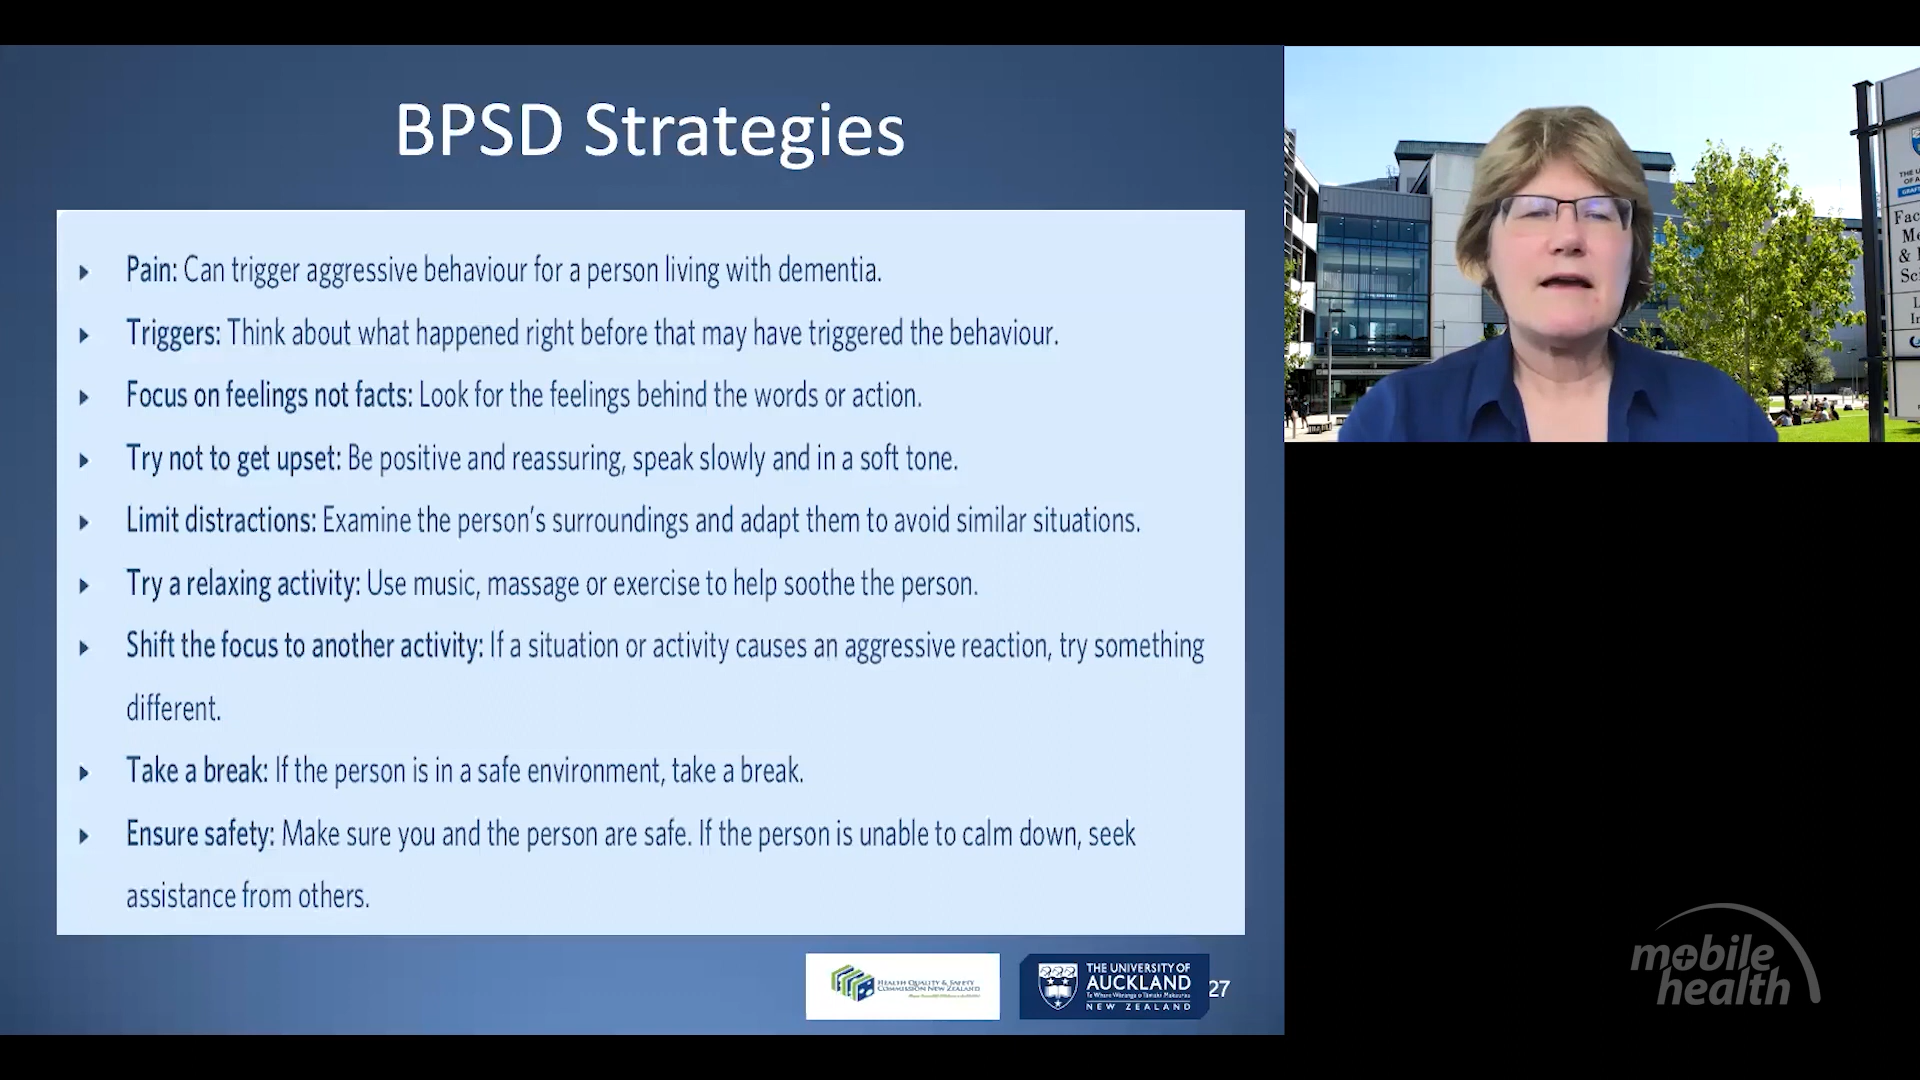 BPSD Strategies
Pain: Can trigger aggressive behaviour for a person living with dementia.
Triggers: Think about what happened right before that may have triggered the behaviour.
Focus on feelings not facts: Look for the feelings behind the words or action.
Try not to get upset: Be positive and reassuring, speak slowly and in a soft tone.
Limit distractions: Examine the person's surroundings and adapt them to avoid similar situations.
Try a relaxing activity: Use music, massage or exercise to help soothe the person.
Shift the focus to another activity: If a situation or activity causes an aggressive reaction, try something
different.
Take a break: If the person is in a safe environment, take a break.
Ensure safety: Make sure you and the person are safe. If the person is unable to calm down, seek
assistance from others.
HEALTH QUALITY & SAFETY
COMMISSION NEW ZEALAND
THE UNIVERSITY OF
AUCKLAND
Te Whare Wānanga o Tāmaki Makaurau
NEW ZEALAND
27
THE U
OF A
GRAFT
Fac
Me
& 
Sc
mobile
health